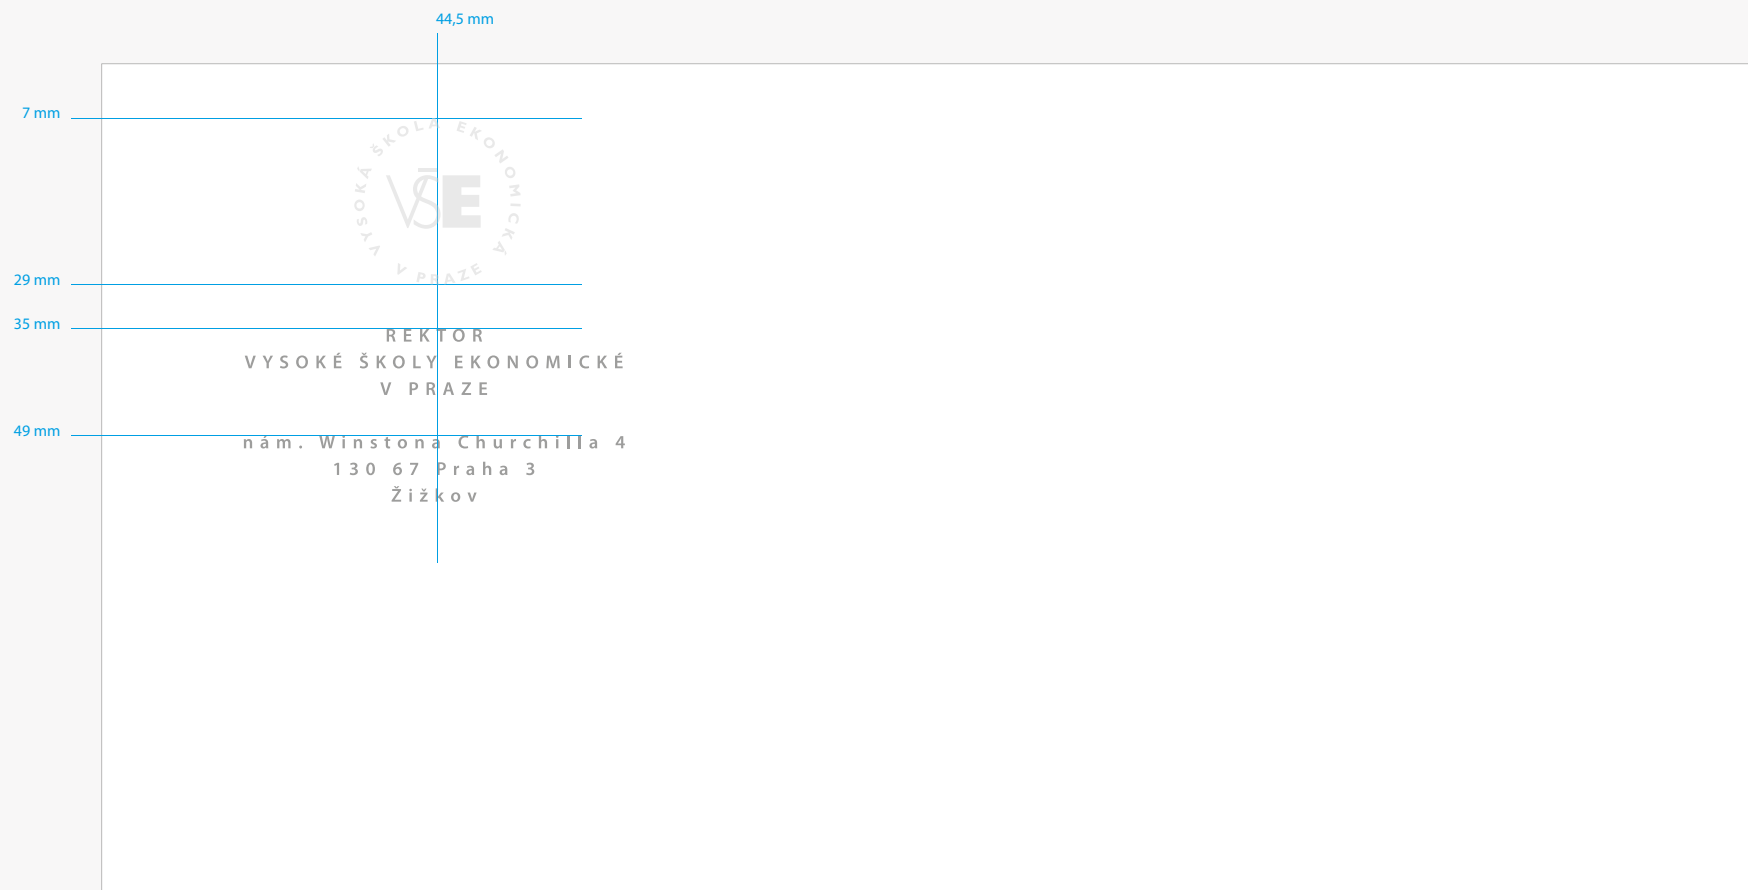 44,5 mm
7 mm
VYSOKÁ ŠKOLA EKONOMICKÁ
VŠE
V PRAZE
29 mm
35 mm
REKTOR
VYSOKÉ ŠKOLY EKONOMICKÉ
V PRAZE
49 mm
nám. Winstona Churchilla 4
130 67 Praha 3
Žižkov